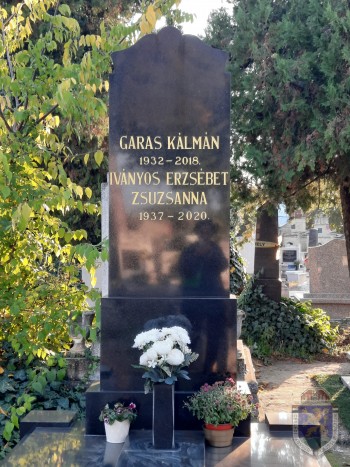 GARAS KÁLMÁN
1932-2018.
IVÁNYOS ERZSÉBET
ZSUZSANNA
1937-2020.